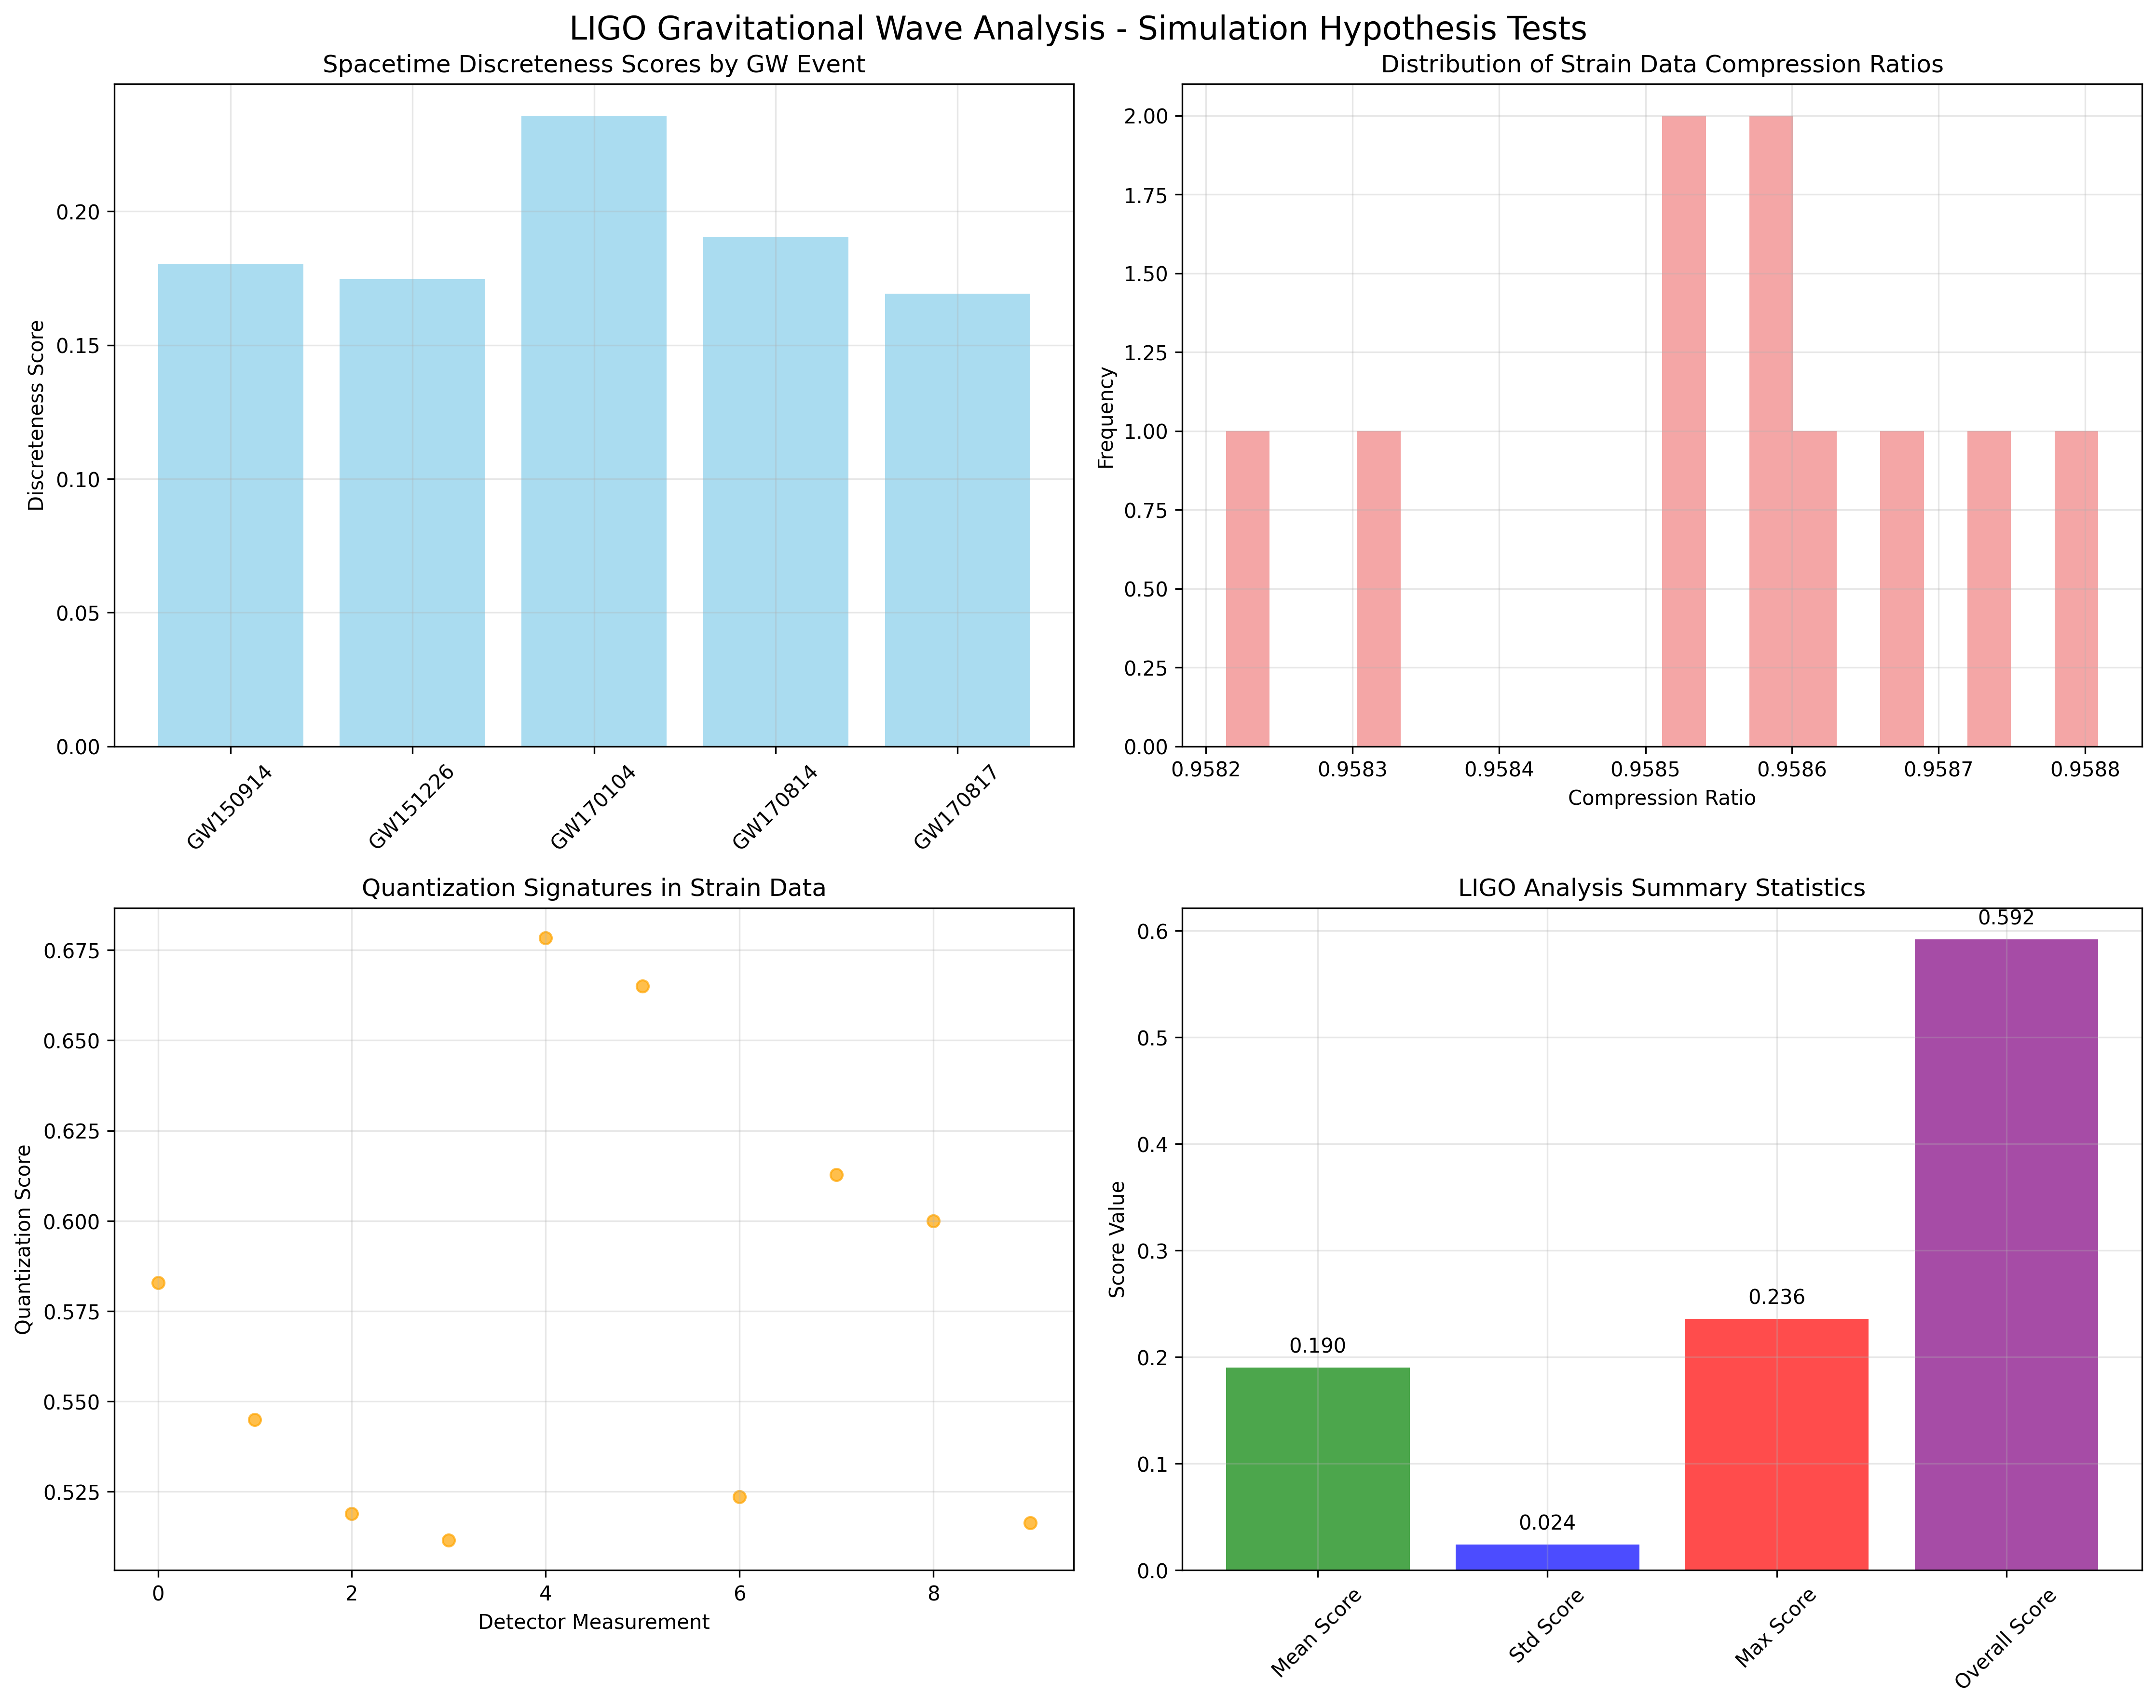 LIGO Gravitational Wave Analysis - Simulation Hypothesis Tests
Spacetime Discreteness Scores by GW Event
Discreteness Score
0.20
0.15
0.10
0.05
0.00
GW150914
GW151226
GW170104
GW170814
GW170817
Distribution of Strain Data Compression Ratios
Frequency
2.00
1.75
1.50
1.25
1.00
0.75
0.50
0.25
0.00
0.9582 0.9583 0.9584 0.9585 0.9586 0.9587 0.9588
Compression Ratio
Quantization Signatures in Strain Data
Quantization Score
0.675
0.650
0.625
0.600
0.575
0.550
0.525
0 2 4 6 8
Detector Measurement
LIGO Analysis Summary Statistics
Score Value
0.6
0.5
0.4
0.3
0.2
0.1
0.0
0.190
0.024
0.236
0.592
Mean Score
Std Score
Max Score
Overall Score